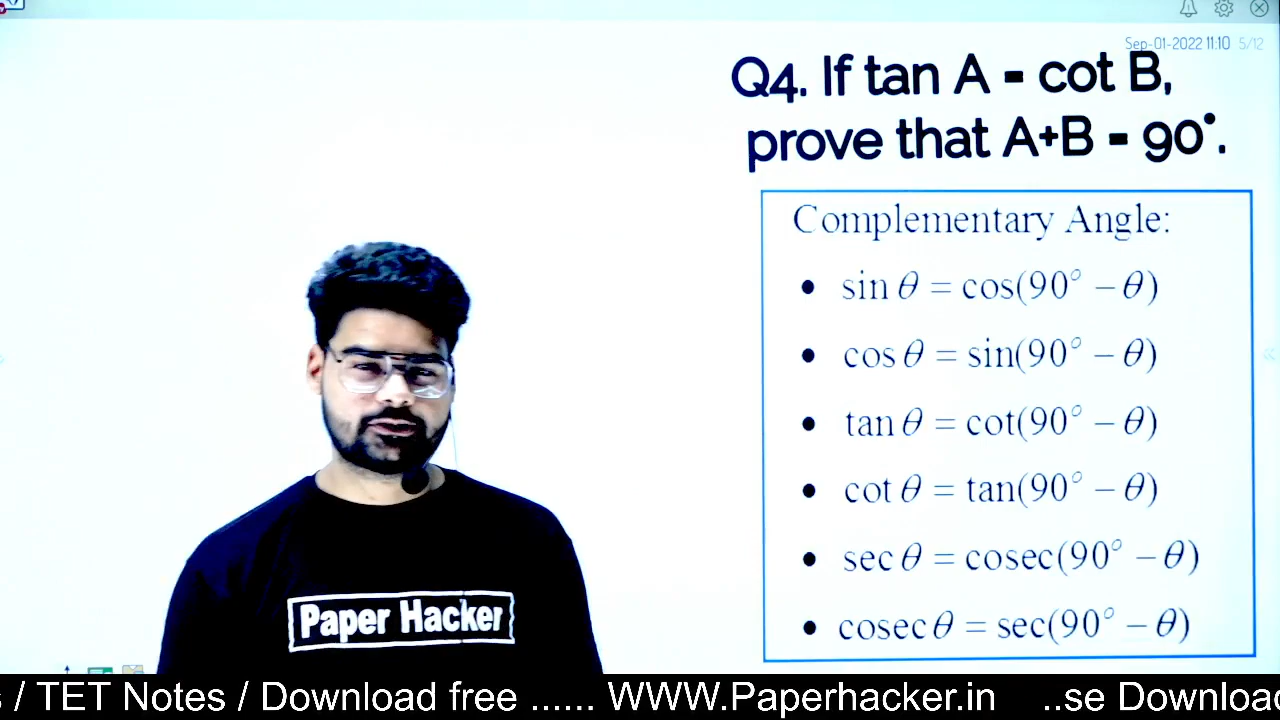 Sep-01-2022 11:10 5/12
Q4. If tan A = cot B,
prove that A+B = 90°.
Complementary Angle:
• sin θ = cos(90° − θ)
• cos θ = sin(90° − θ)
• tan θ = cot(90° − θ)
• cot θ = tan(90° − θ)
• sec θ = cosec(90° − θ)
• cosec θ = sec(90° − θ)
Paper Hacker
/ TET Notes / Download free ...... WWW.Paperhacker.in ..se Download